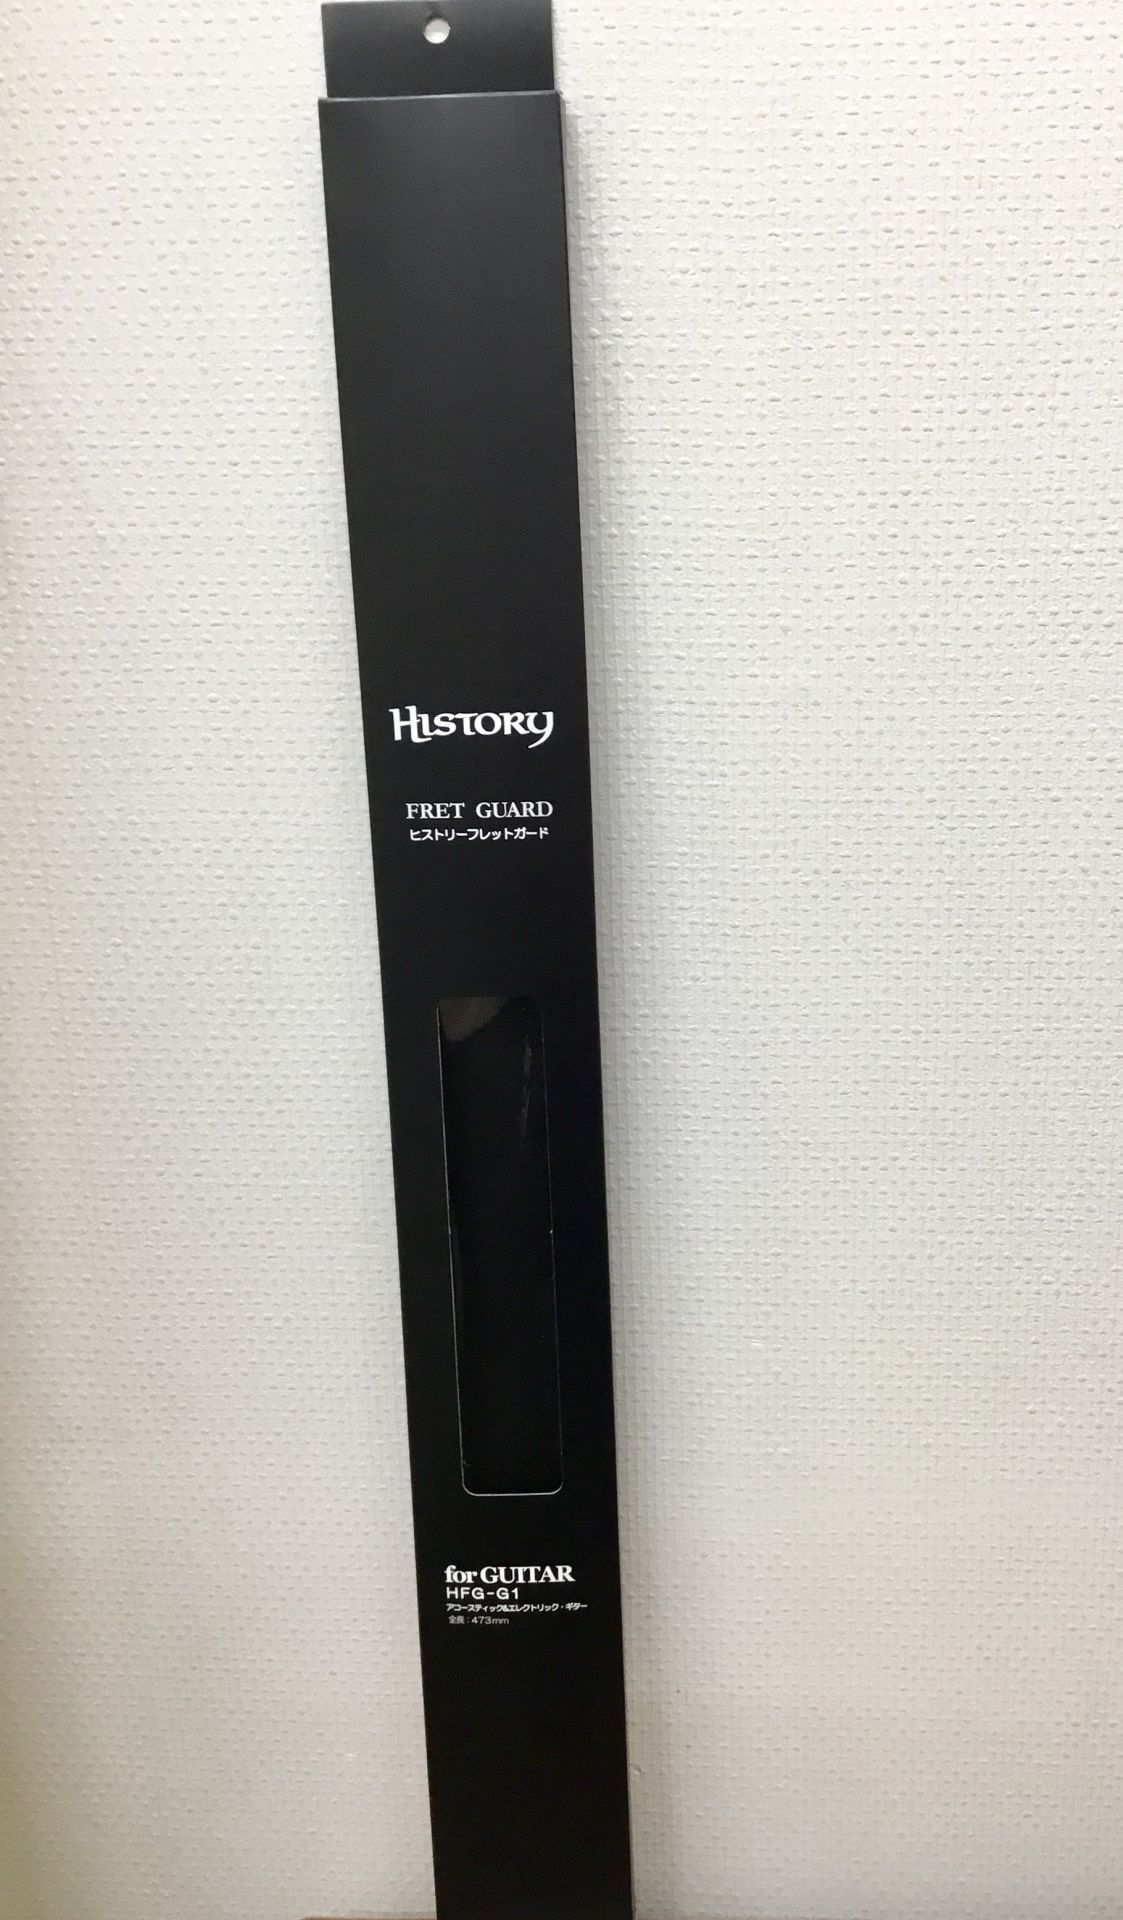 HISTORY
FRET GUARD
ヒストリーフレットガード
for GUITAR
HFG-G1
アコースティック&エレクトリック・ギター
全長：473mm